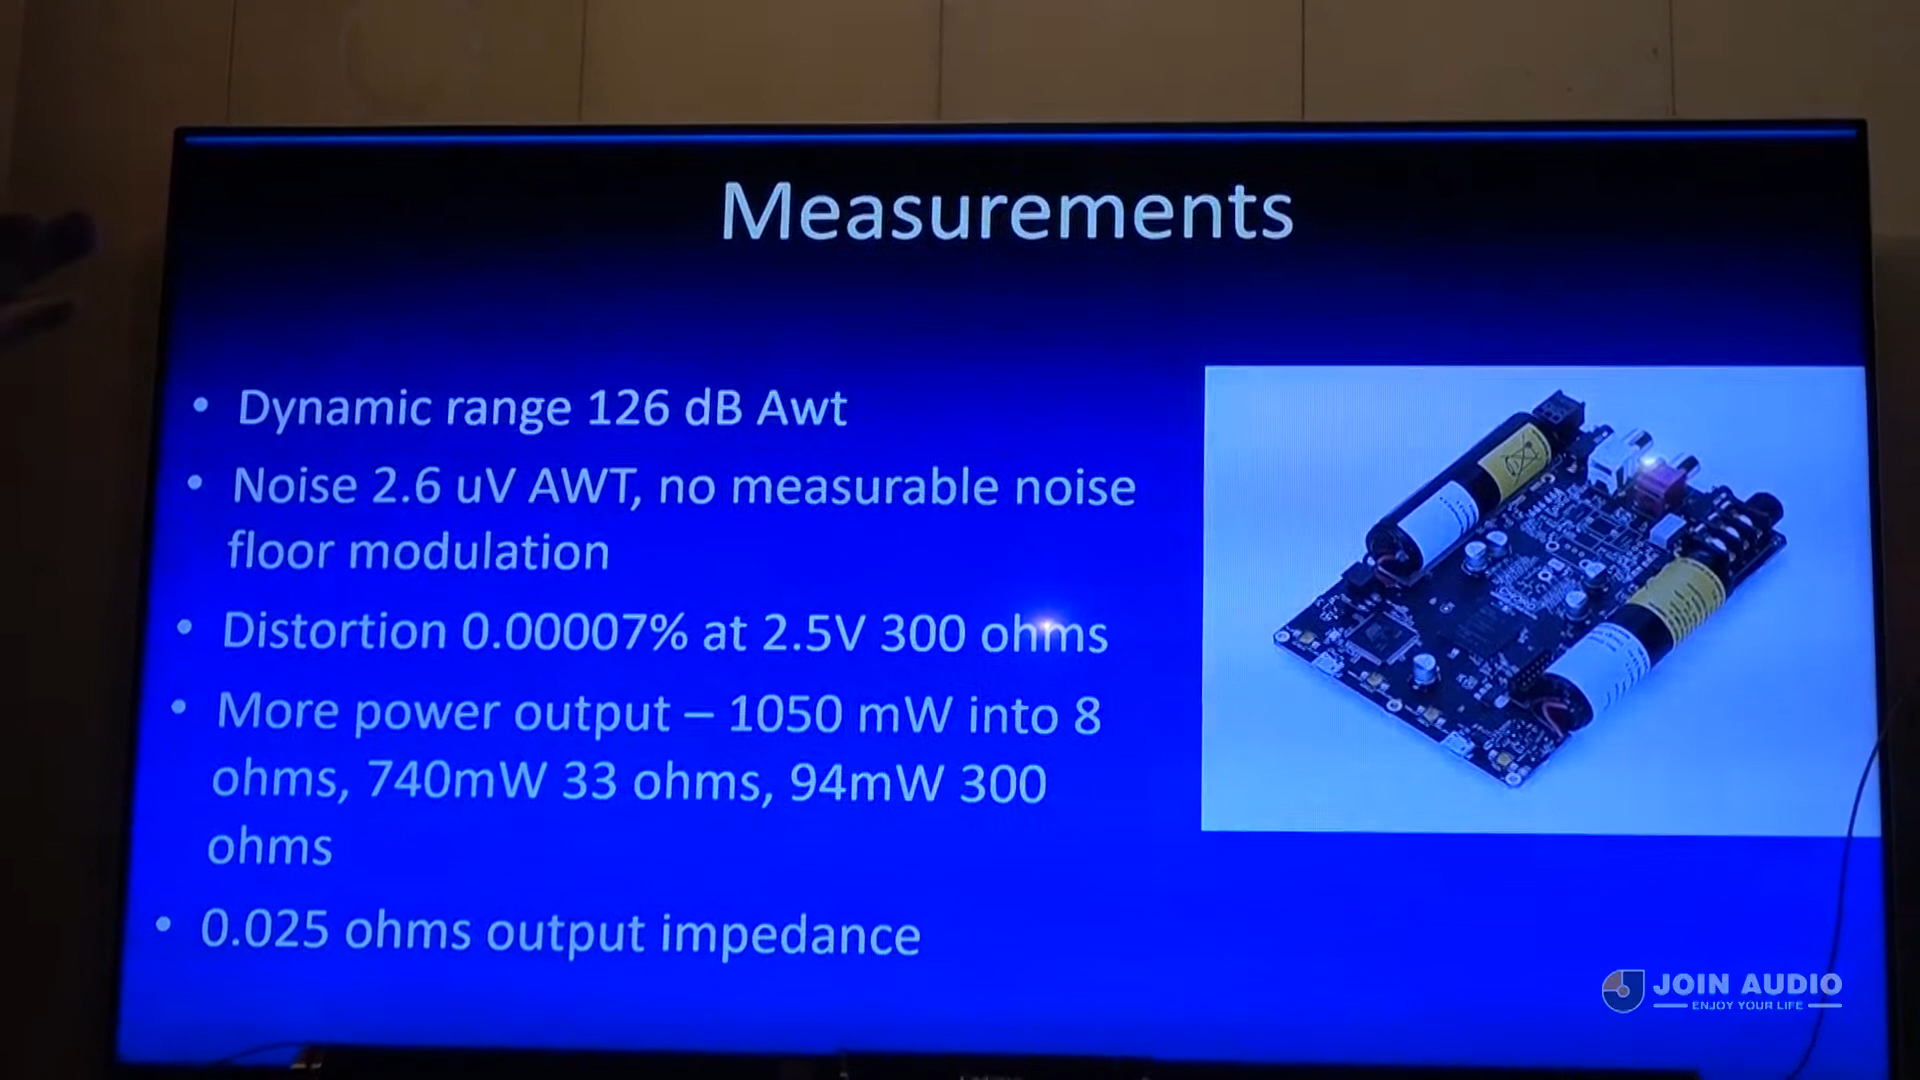 Measurements
• Dynamic range 126 dB Awt
• Noise 2.6 uV AWT, no measurable noise
floor modulation
• Distortion 0.00007% at 2.5V 300 ohms
• More power output – 1050 mW into 8
ohms, 740mW 33 ohms, 94mW 300
ohms
• 0.025 ohms output impedance
JOIN AUDIO
ENJOY YOUR LIFE